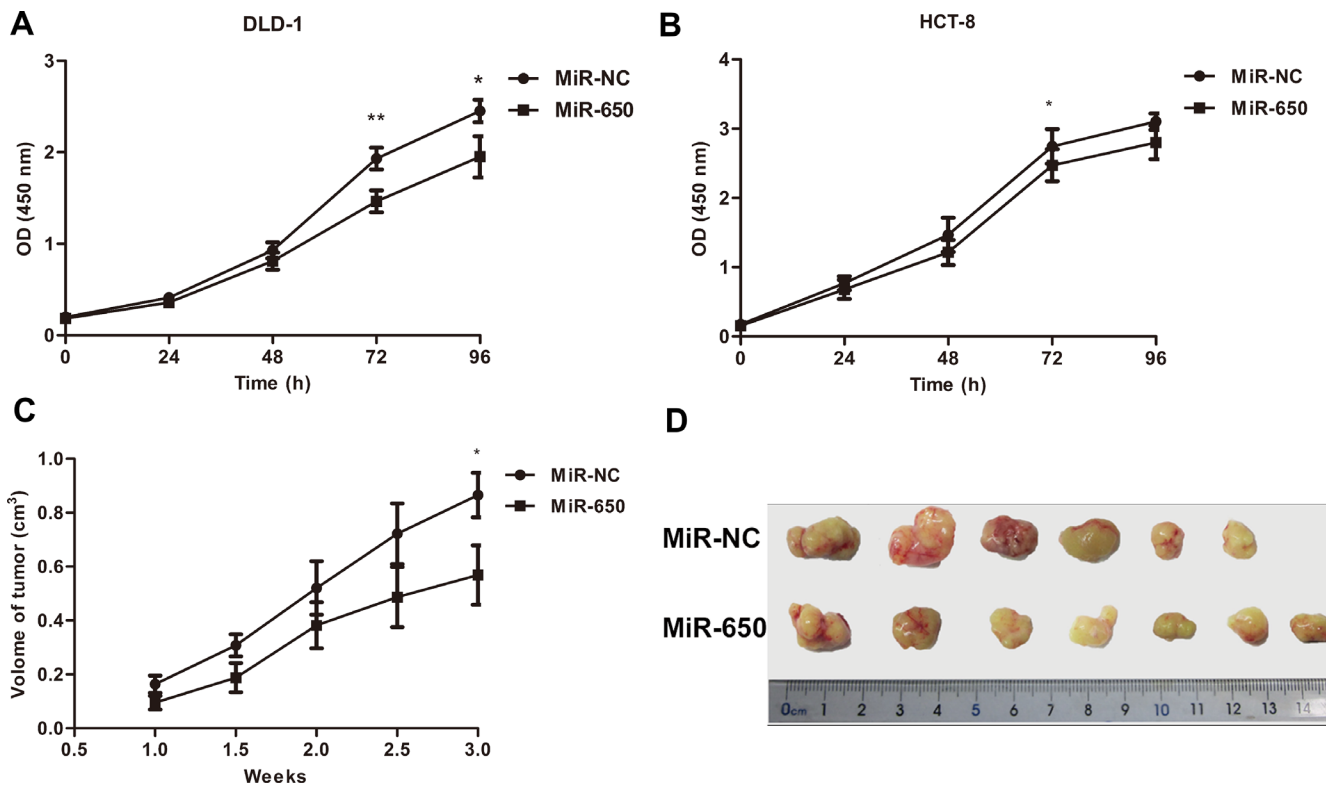 A
DLD-1
OD (450 nm)
3
2
1
0
0 24 48 72 96
Time (h)
**
*
MiR-NC
MiR-650
B
HCT-8
OD (450 nm)
4
3
2
1
0
0 24 48 72 96
Time (h)
*
MiR-NC
MiR-650
C
Volome of tumor (cm³)
1.0
0.8
0.6
0.4
0.2
0.0
0.5 1.0 1.5 2.0 2.5 3.0
Weeks
*
MiR-NC
MiR-650
D
MiR-NC
MiR-650
0cm 1 2 3 4 5 6 7 8 9 10 11 12 13 14